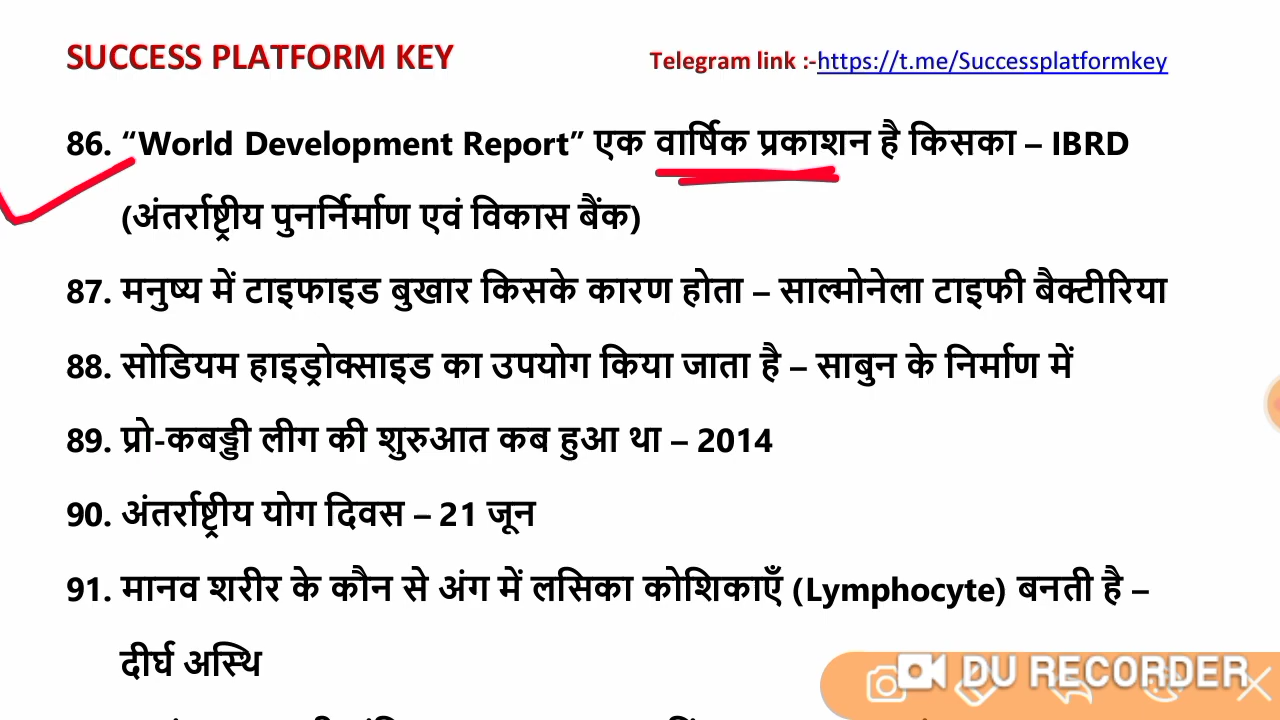 SUCCESS PLATFORM KEY
Telegram link :-https://t.me/Successplatformkey
86. “World Development Report” एक वार्षिक प्रकाशन है किसका – IBRD
(अंतर्राष्ट्रीय पुनर्निर्माण एवं विकास बैंक)
87. मनुष्य में टाइफाइड बुखार किसके कारण होता – साल्मोनेला टाइफी बैक्टीरिया
88. सोडियम हाइड्रोक्साइड का उपयोग किया जाता है – साबुन के निर्माण में
89. प्रो-कबड्डी लीग की शुरुआत कब हुआ था – 2014
90. अंतर्राष्ट्रीय योग दिवस – 21 जून
91. मानव शरीर के कौन से अंग में लसिका कोशिकाएँ (Lymphocyte) बनती है –
दीर्घ अस्थि
DU RECORDER